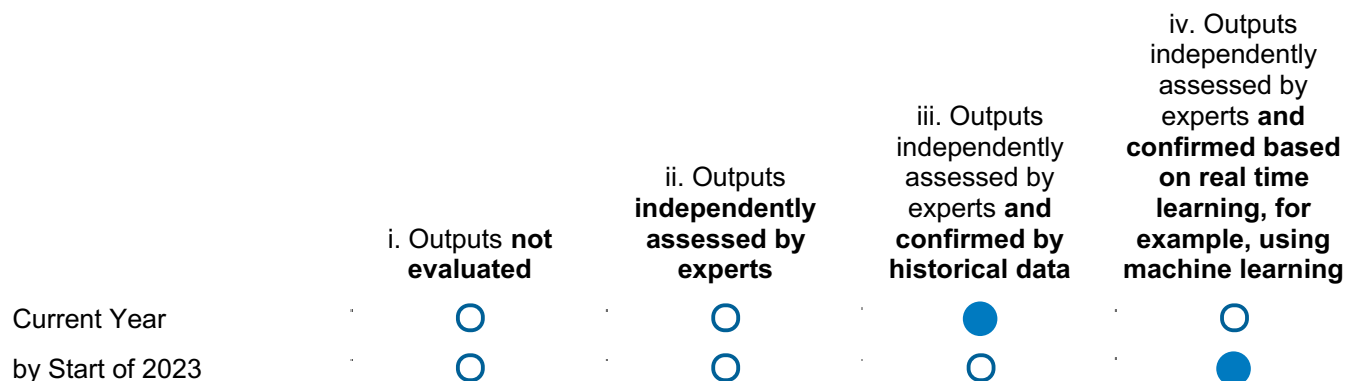 i. Outputs not
evaluated
ii. Outputs
independently
assessed by
experts
iii. Outputs
independently
assessed by
experts and
confirmed by
historical data
iv. Outputs
independently
assessed by
experts and
confirmed based
on real time
learning, for
example, using
machine learning
Current Year
by Start of 2023